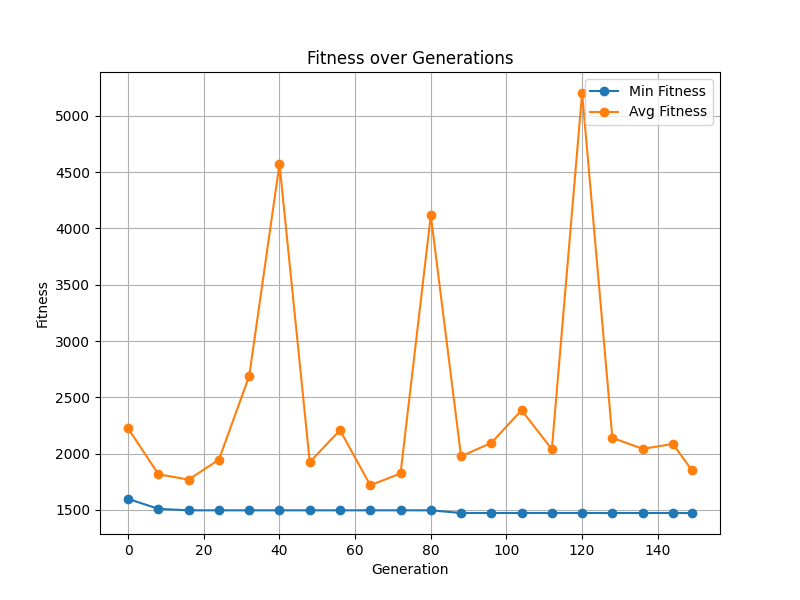 Fitness over Generations
Min Fitness
Avg Fitness
5000
4500
4000
3500
3000
2500
2000
1500
Fitness
0 20 40 60 80 100 120 140
Generation